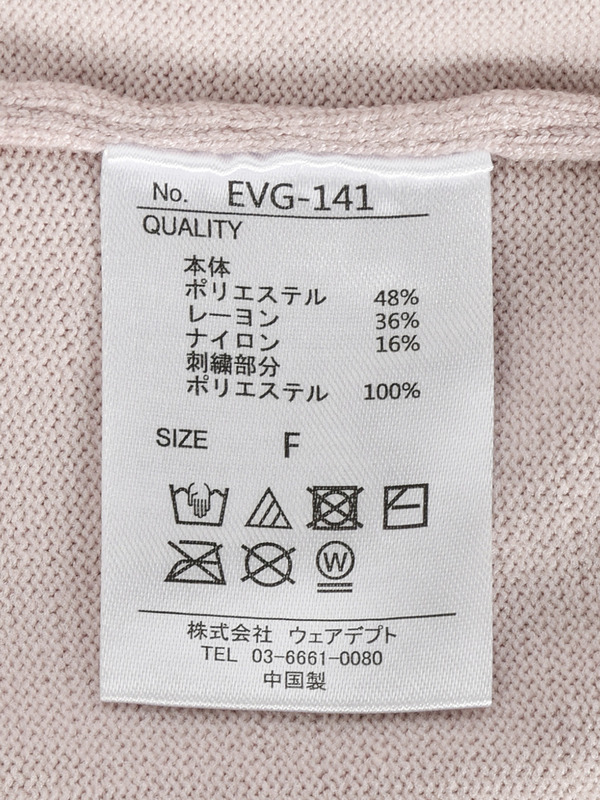 No. EVG-141
QUALITY
本体
ポリエステル 48%
レーヨン 36%
ナイロン 16%
刺繍部分
ポリエステル 100%
SIZE F
W
株式会社 ウェアデプト
TEL 03-6661-0080
中国製